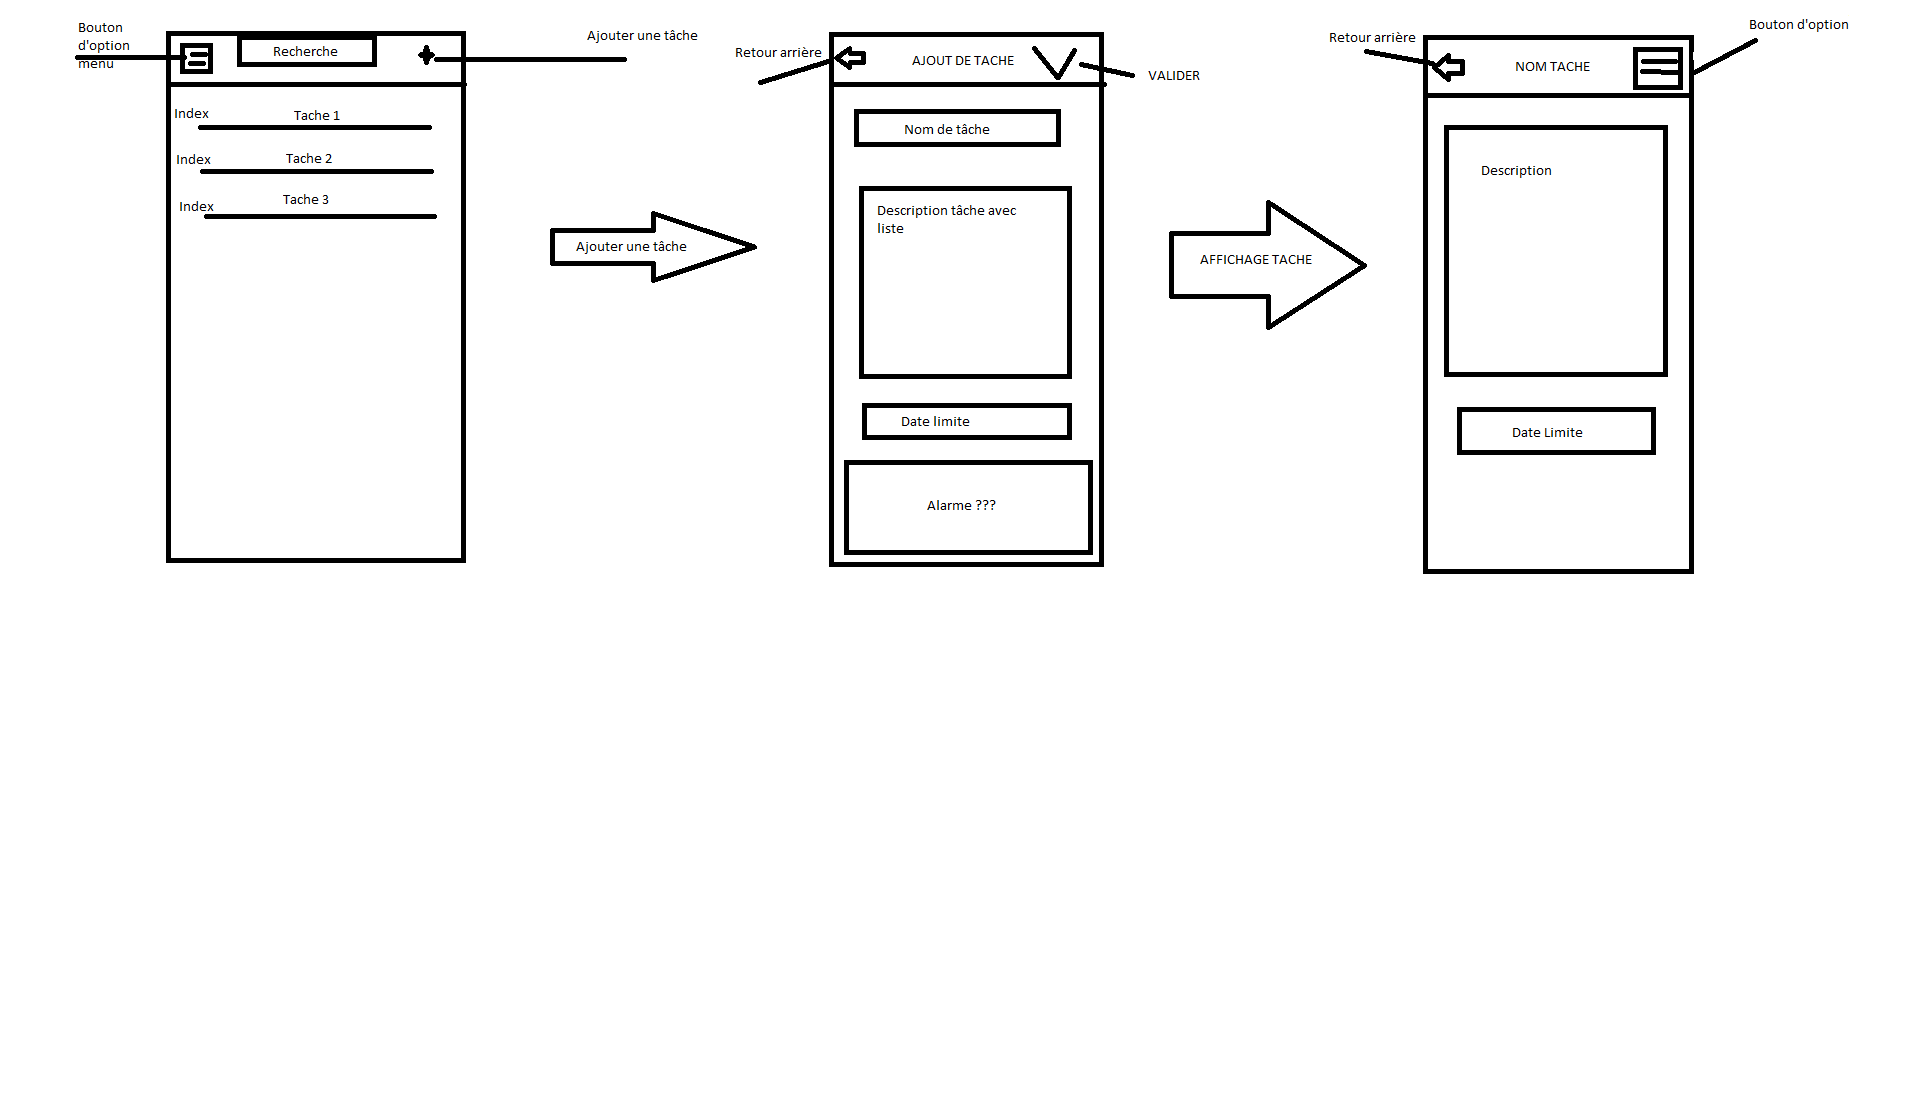 Bouton
d'option
menu
Recherche
Ajouter une tâche
Index
Tache 1
Index
Tache 2
Index
Tache 3
Ajouter une tâche
Retour arrière
AJOUT DE TACHE
VALIDER
Nom de tâche
Description tâche avec
liste
Date limite
Alarme ???
AFFICHAGE TACHE
Retour arrière
NOM TACHE
Bouton d'option
Description
Date Limite